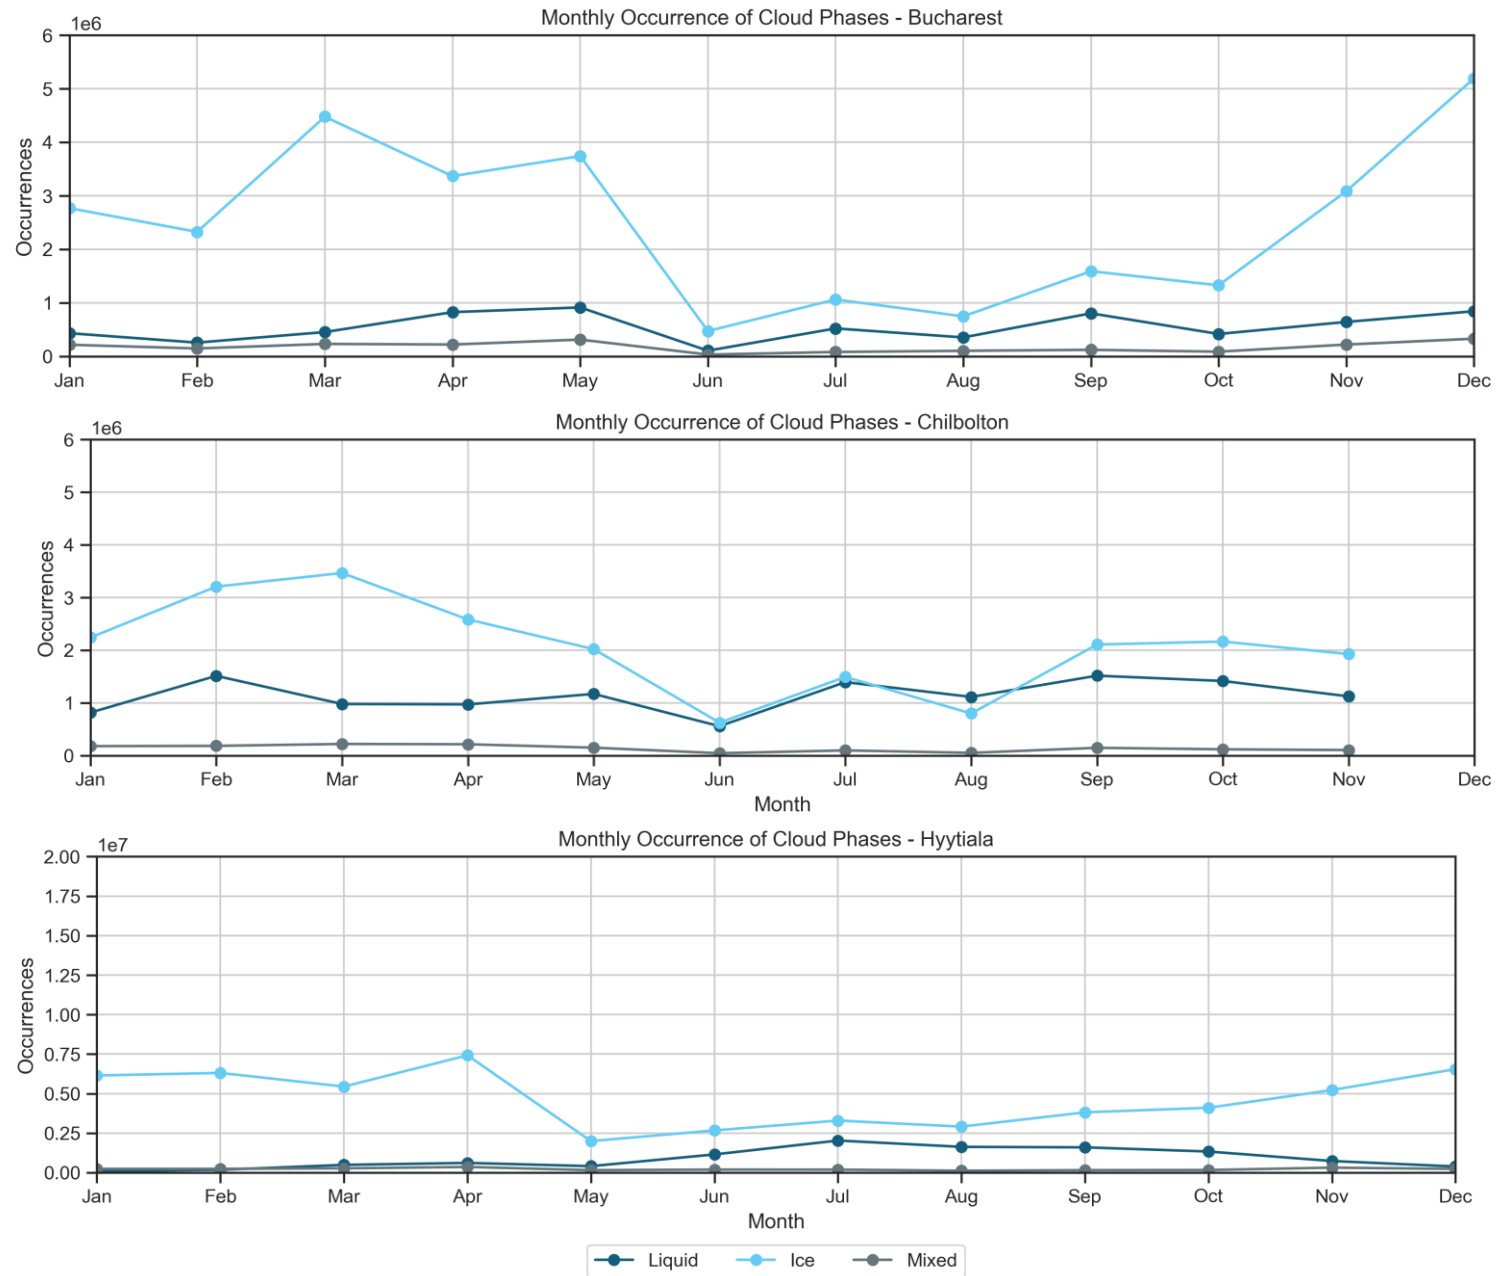 Monthly Occurrence of Cloud Phases - Bucharest
1e6
6
5
4
3
2
1
0
Occurrences
Jan Feb Mar Apr May Jun Jul Aug Sep Oct Nov Dec
Monthly Occurrence of Cloud Phases - Chilbolton
1e6
6
5
4
3
2
1
0
Occurrences
Jan Feb Mar Apr May Jun Jul Aug Sep Oct Nov Dec
Month
Monthly Occurrence of Cloud Phases - Hyytiala
1e7
2.00
1.75
1.50
1.25
1.00
0.75
0.50
0.25
0.00
Occurrences
Jan Feb Mar Apr May Jun Jul Aug Sep Oct Nov Dec
Month
Liquid Ice Mixed